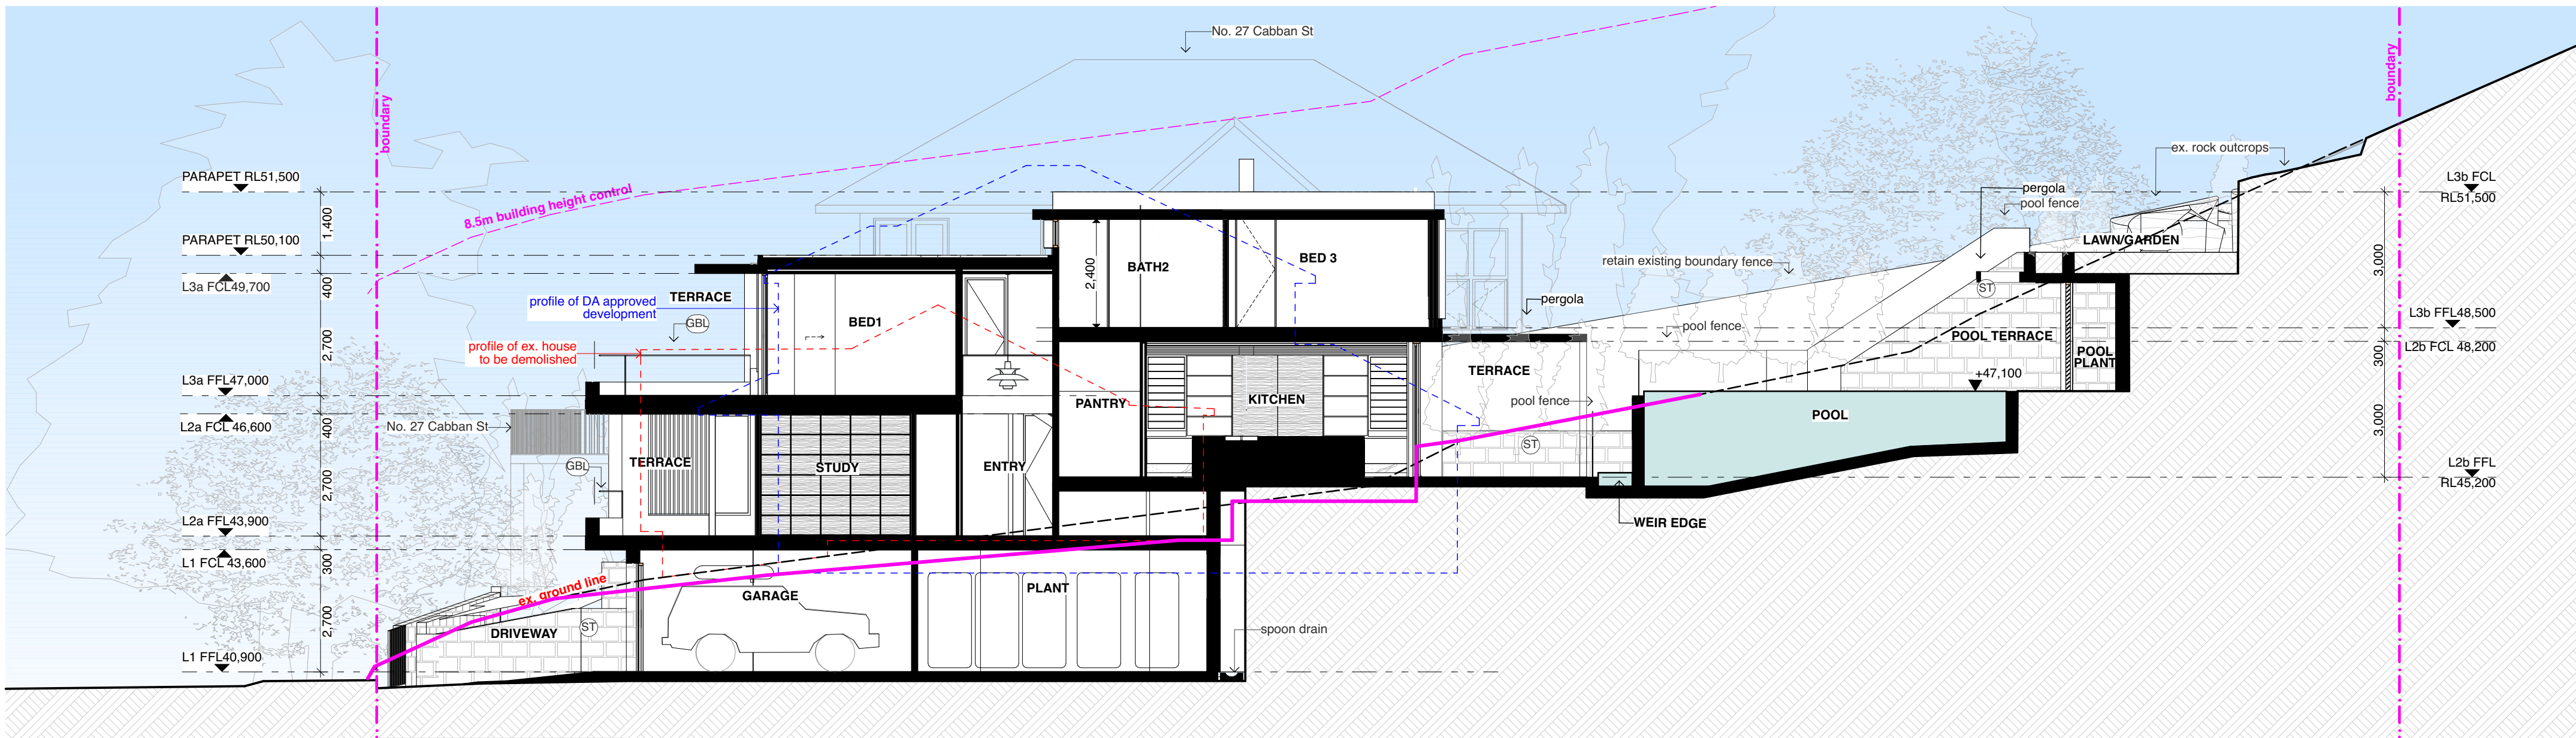 No. 27 Cabban St
boundary
boundary
8.5m building height control
PARAPET RL51,500
1,400
PARAPET RL50,100
400
L3a FCL49,700
2,700
L3a FFL47,000
400
L2a FCL 46,600
2,700
L2a FFL43,900
300
L1 FCL 43,600
2,700
L1 FFL40,900
No. 27 Cabban St
profile of DA approved
development
profile of ex. house
to be demolished
TERRACE
GBL
BED1
2,400
BATH2
BED 3
pergola
retain existing boundary fence
pool fence
pergola
pool fence
ex. rock outcrops
LAWN/GARDEN
ST
POOL TERRACE
POOL
PLANT
+47,100
POOL
TERRACE
pool fence
ST
WEIR EDGE
PANTRY
KITCHEN
GBL
TERRACE
STUDY
ENTRY
ex. ground line
DRIVEWAY
ST
GARAGE
PLANT
spoon drain
L3b FCL
RL51,500
3,000
L3b FFL48,500
300
L2b FCL 48,200
3,000
L2b FFL
RL45,200